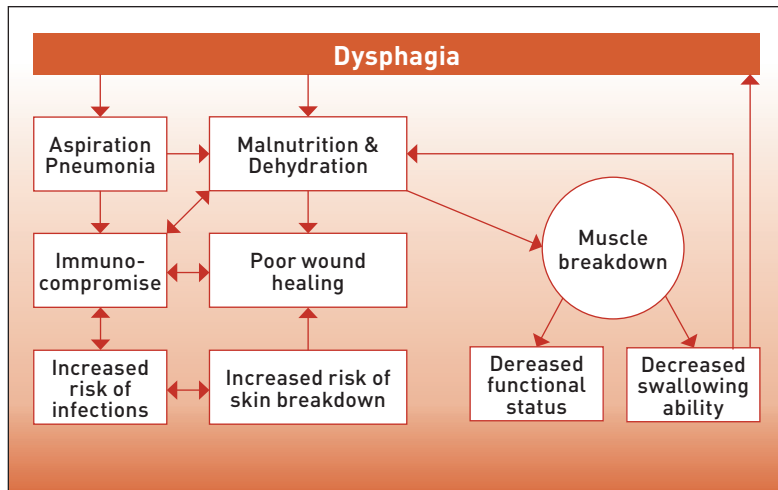 Dysphagia
Aspiration
Pneumonia
Malnutrition &
Dehydration
Immuno-
compromise
Poor wound
healing
Muscle
breakdown
Increased
risk of
infections
Increased risk of
skin breakdown
Dereased
functional
status
Decreased
swallowing
ability